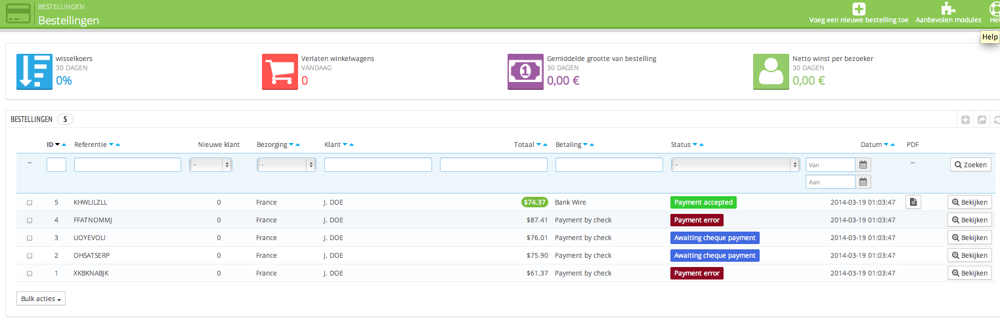 BESTELLINGEN
Bestellingen
Voeg een nieuwe bestelling toe
Aanbevolen modules
Hel
Help
wisselkoers
30 DAGEN
0%
Verlaten winkelwagens
VANDAAG
0
1
Gemiddelde grootte van bestelling
30 DAGEN
0,00 €
Netto winst per bezoeker
30 DAGEN
0,00 €
BESTELLINGEN 5
ID Referentie Nieuwe klant Bezorging Klant Totaal Betaling Status Datum PDF
-- - - - Van -- Zoeken
Aan
5 KHWLILZLL 0 France J. DOE $74.37 Bank Wire Payment accepted 2014-03-19 01:03:47 Bekijken
4 FFATNOMMJ 0 France J. DOE $87.41 Payment by check Payment error 2014-03-19 01:03:47 Bekijken
3 UOYEVOLI 0 France J. DOE $76.01 Payment by check Awaiting cheque payment 2014-03-19 01:03:47 Bekijken
2 OHSATSERP 0 France J. DOE $75.90 Payment by check Awaiting cheque payment 2014-03-19 01:03:47 Bekijken
1 XKBKNABJK 0 France J. DOE $61.37 Payment by check Payment error 2014-03-19 01:03:47 Bekijken
Bulk acties